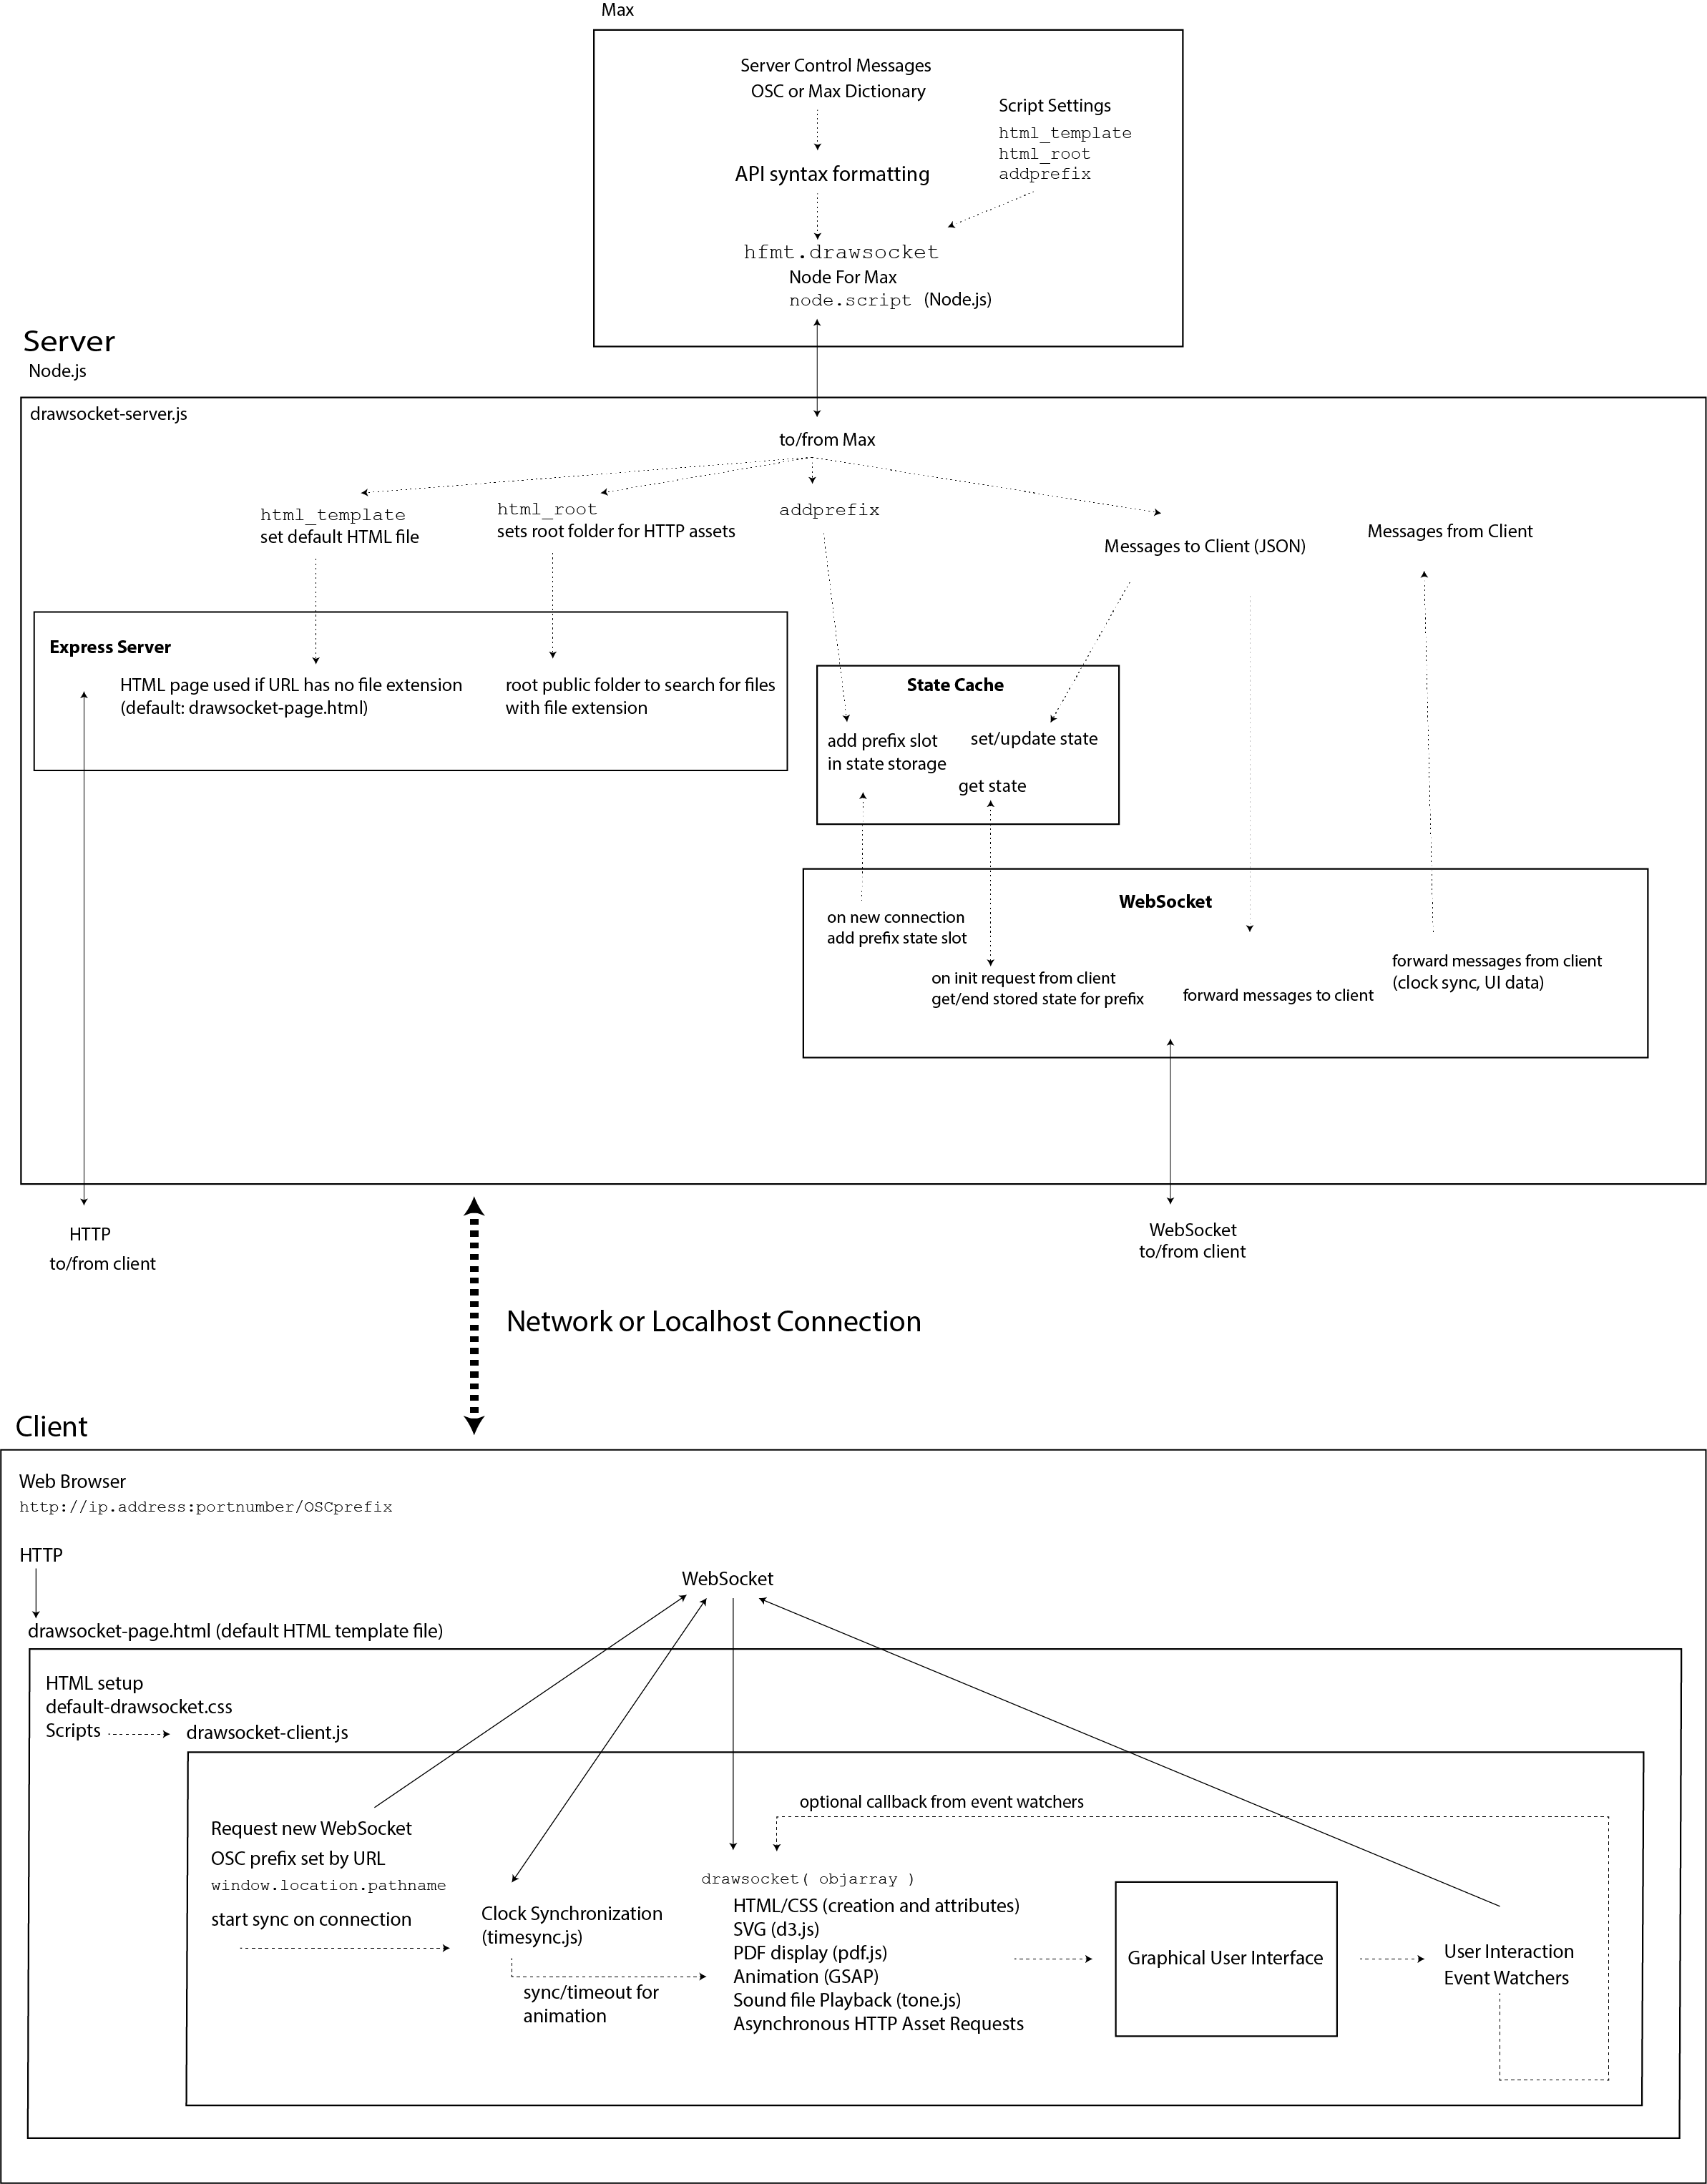 Max
Server Control Messages
OSC or Max Dictionary
Script Settings
html_template
html_root
addprefix
API syntax formatting
hfmt.drawsocket
Node For Max
node.script (Node.js)
Server
Node.js
drawsocket-server.js
to/from Max
html_template
set default HTML file
html_root
sets root folder for HTTP assets
addprefix
Messages to Client (JSON)
Messages from Client
Express Server
HTML page used if URL has no file extension
(default: drawsocket-page.html)
root public folder to search for files
with file extension
State Cache
add prefix slot
in state storage
set/update state
get state
WebSocket
on new connection
add prefix state slot
on init request from client
get/end stored state for prefix
forward messages to client
forward messages from client
(clock sync, UI data)
HTTP
to/from client
WebSocket
to/from client
Network or Localhost Connection
Client
Web Browser
http://ip.address:portnumber/OSCprefix
HTTP
WebSocket
drawsocket-page.html (default HTML template file)
HTML setup
default-drawsocket.css
Scripts
drawsocket-client.js
optional callback from event watchers
Request new WebSocket
OSC prefix set by URL
window.location.pathname
start sync on connection
Clock Synchronization
(timesync.js)
sync/timeout for
animation
drawsocket( objarray )
HTML/CSS (creation and attributes)
SVG (d3.js)
PDF display (pdf.js)
Animation (GSAP)
Sound file Playback (tone.js)
Asynchronous HTTP Asset Requests
Graphical User Interface
User Interaction
Event Watchers